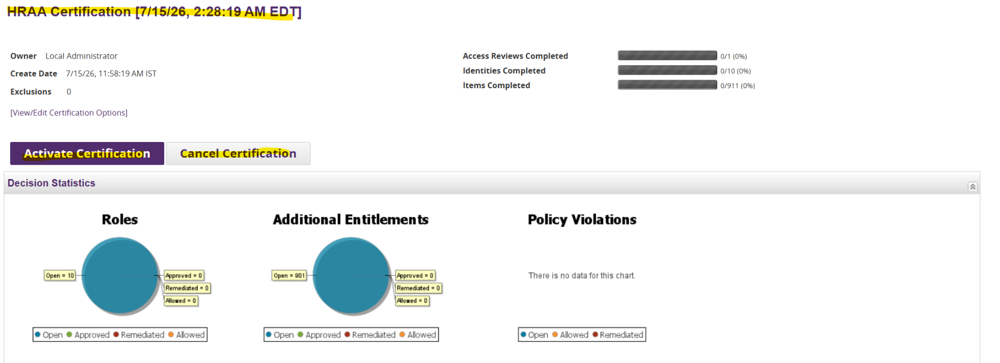 HRAA Certification [7/15/26, 2:28:19 AM EDT]
Owner Local Administrator
Create Date 7/15/26, 11:58:19 AM IST
Exclusions 0
[View/Edit Certification Options]
Access Reviews Completed 0/1 (0%)
Identities Completed 0/10 (0%)
Items Completed 0/911 (0%)
Activate Certification Cancel Certification
Decision Statistics
Roles
Open = 10
Approved = 0
Remediated = 0
Allowed = 0
Open Approved Remediated Allowed
Additional Entitlements
Open = 901
Approved = 0
Remediated = 0
Allowed = 0
Open Approved Remediated Allowed
Policy Violations
There is no data for this chart.
Open Allowed Remediated